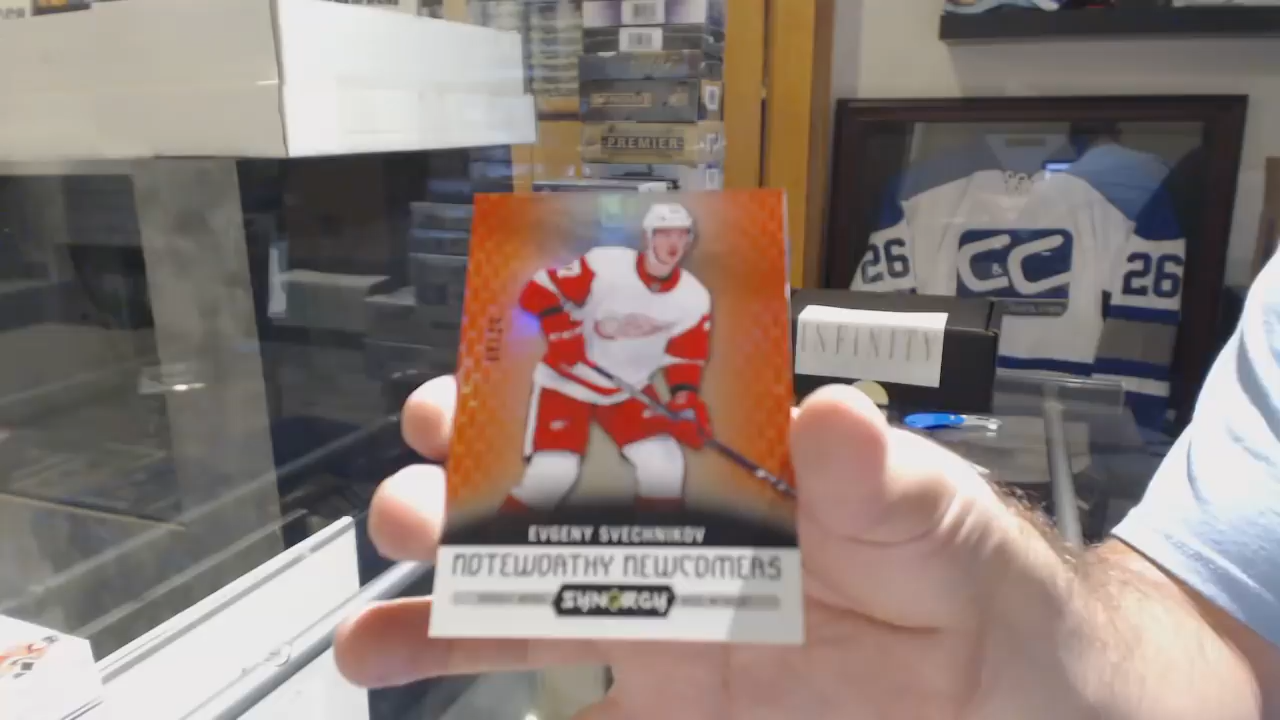 PREMIER
26
C&C
26
INFINITY
EVGENY SVECHNIKOV
NOTEWORTHY NEWCOMERS
SYNERGY